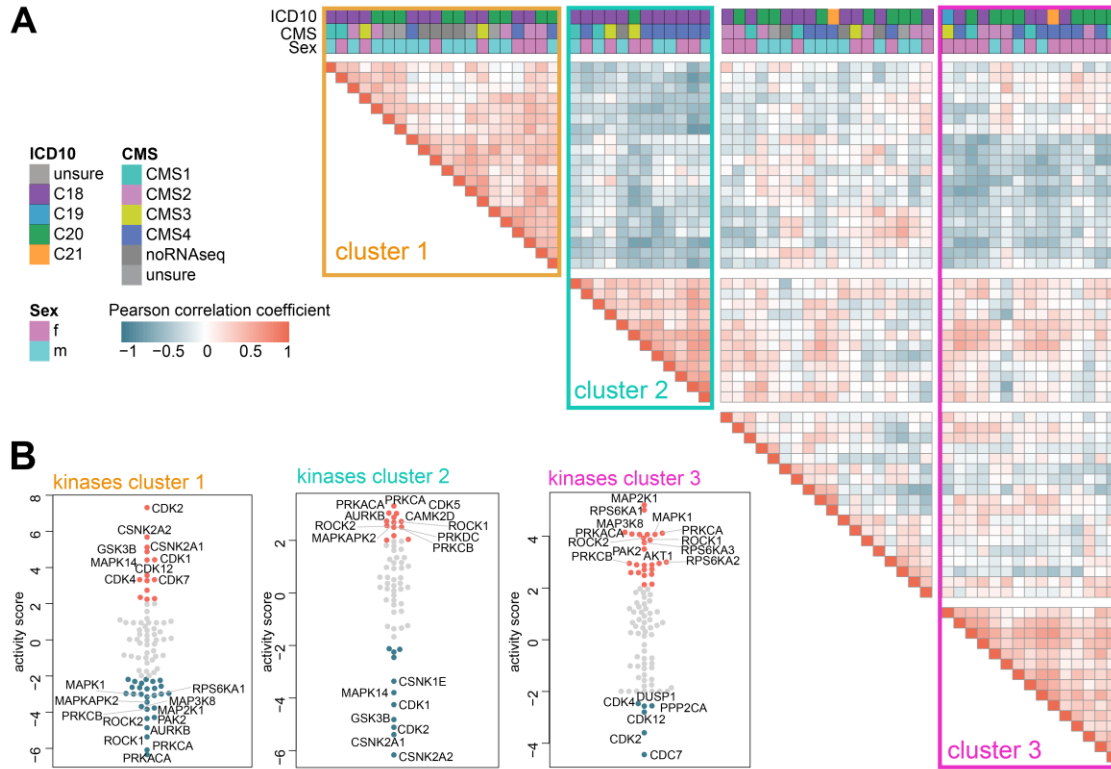 A
ICD10
CMS
Sex
ICD10
unsure
C18
C19
C20
C21
CMS
CMS1
CMS2
CMS3
CMS4
noRNAseq
unsure
Sex
f
m
Pearson correlation coefficient
−1 −0.5 0 0.5 1
cluster 1
cluster 2
cluster 3
B
kinases cluster 1
activity score
8
6
4
2
0
−2
−4
−6
CDK2
CSNK2A2
GSK3B CSNK2A1
MAPK14 CDK1
CDK12
CDK4 CDK7
MAPK1 RPS6KA1
MAPKAPK2 MAP3K8
PRKCB MAP2K1
ROCK2 PAK2
AURKB
ROCK1 PRKCA
PRKACA
kinases cluster 2
activity score
2
0
−2
−4
−6
PRKACA PRKCA CDK5
AURKB CAMK2D
ROCK2 ROCK1
MAPKAPK2 PRKDC
PRKCB
CSNK1E
MAPK14
CDK1
GSK3B
CDK2
CSNK2A1
CSNK2A2
kinases cluster 3
activity score
4
2
0
−2
−4
MAP2K1
RPS6KA1
MAP3K8 MAPK1
PRKACA PRKCA
ROCK2 ROCK1
PRKCB PAK2 AKT1 RPS6KA3
RPS6KA2
DUSP1
CDK4 PPP2CA
CDK12
CDK2
CDC7